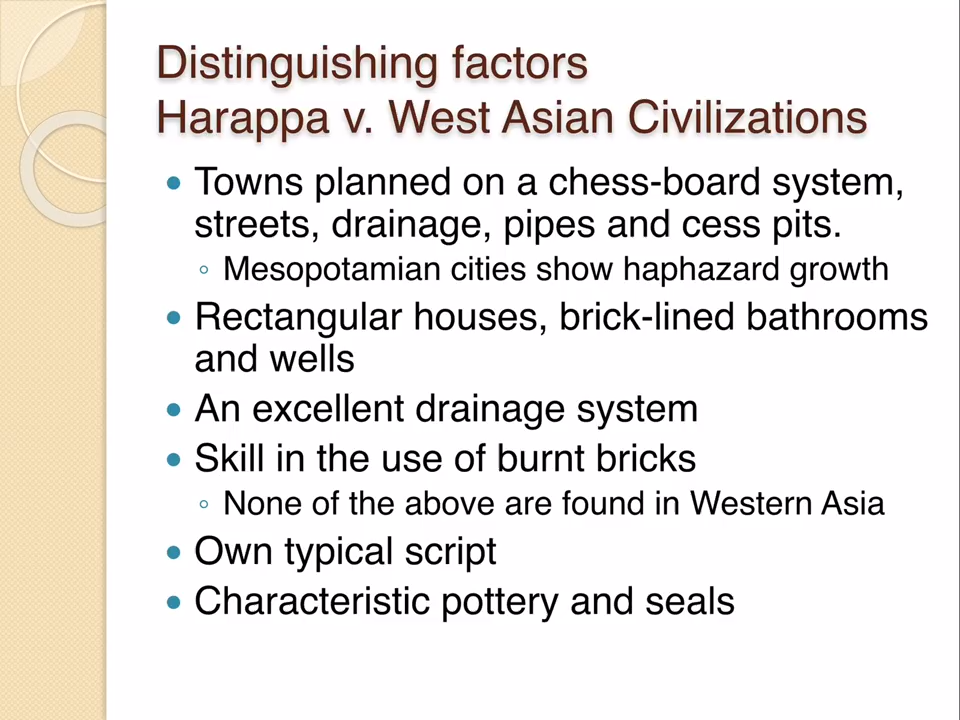 Distinguishing factors
Harappa v. West Asian Civilizations
• Towns planned on a chess-board system,
streets, drainage, pipes and cess pits.
◦ Mesopotamian cities show haphazard growth
• Rectangular houses, brick-lined bathrooms
and wells
• An excellent drainage system
• Skill in the use of burnt bricks
◦ None of the above are found in Western Asia
• Own typical script
• Characteristic pottery and seals